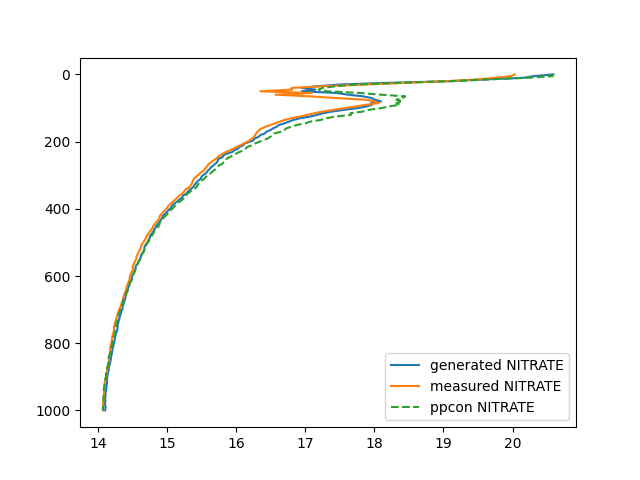 0
200
400
600
800
1000
14 15 16 17 18 19 20
generated NITRATE
measured NITRATE
ppcon NITRATE